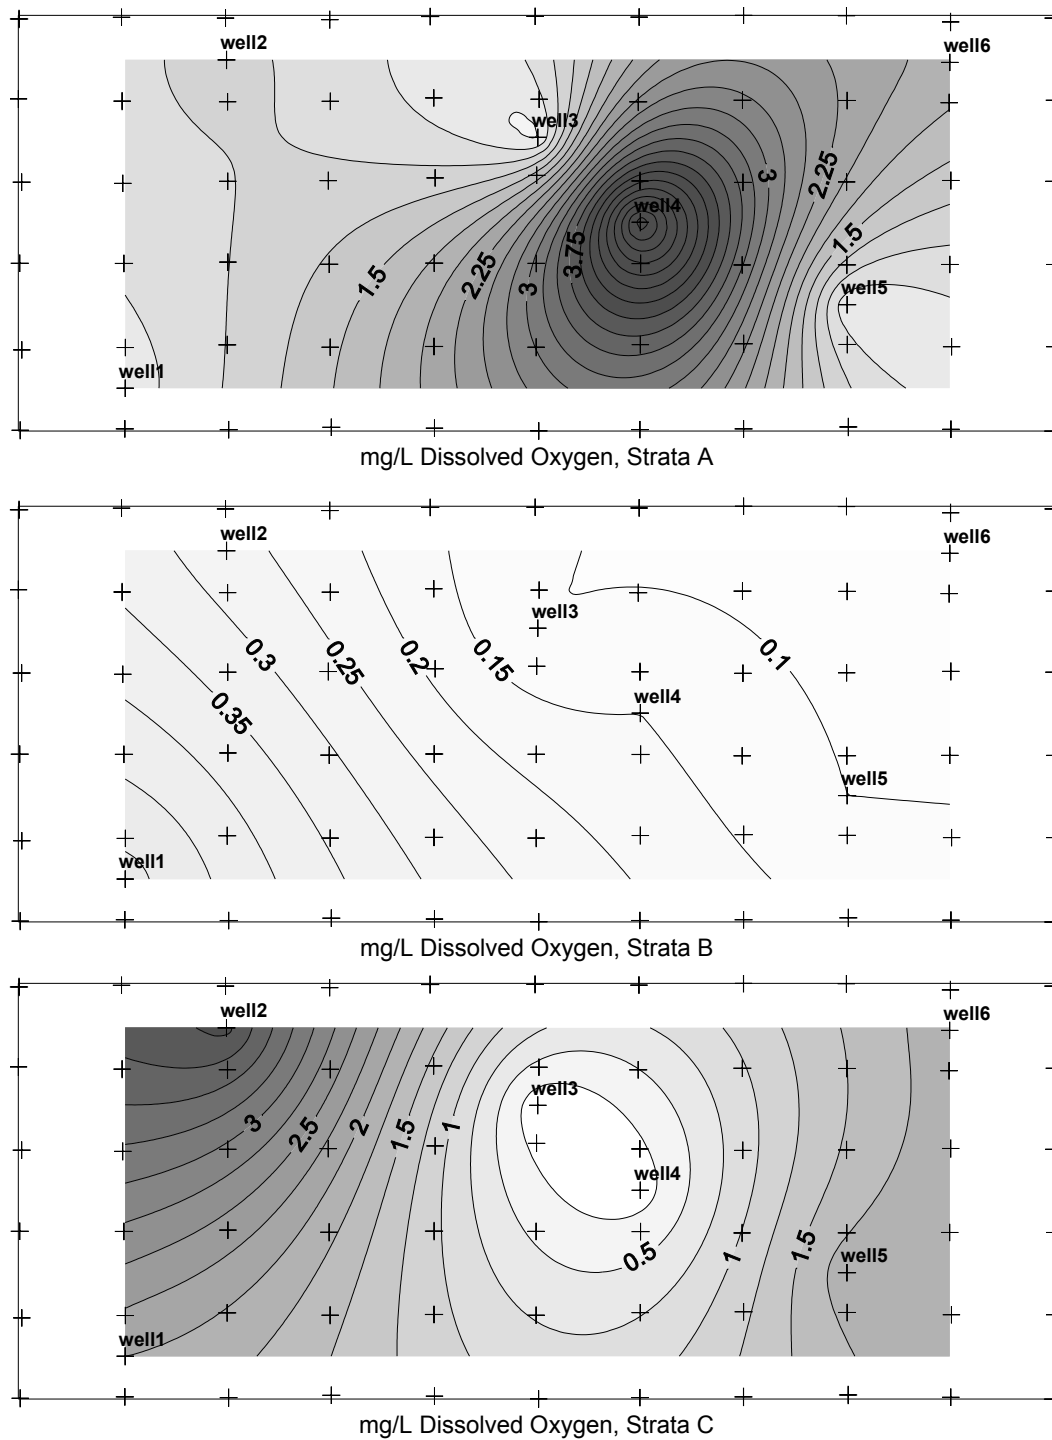 well2
well6
well3
3
2.25
well4
3.75
1.5
2.25
1.5
3
well5
well1
mg/L Dissolved Oxygen, Strata A
well2
well6
well3
0.3
0.25
0.2
0.15
0.1
well4
0.35
well5
well1
mg/L Dissolved Oxygen, Strata B
well2
well6
well3
3
2.5
2
1.5
1
well4
0.5
1
1.5
well5
well1
mg/L Dissolved Oxygen, Strata C